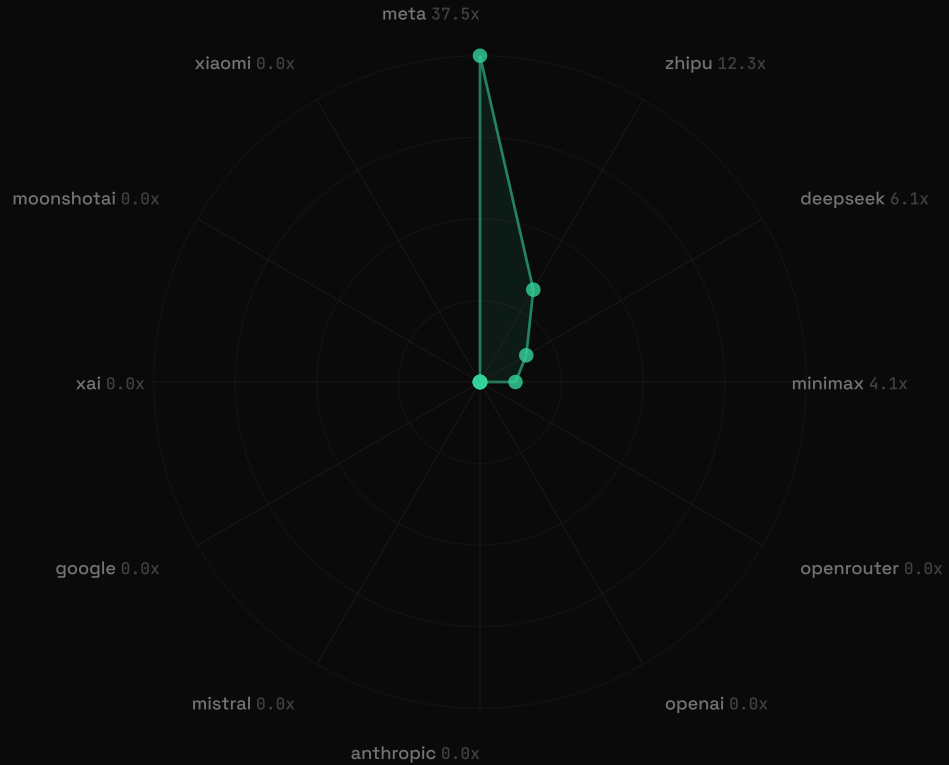 meta 37.5x
xiaomi 0.0x
zhipu 12.3x
moonshotai 0.0x
deepseek 6.1x
xai 0.0x
minimax 4.1x
google 0.0x
openrouter 0.0x
mistral 0.0x
openai 0.0x
anthropic 0.0x